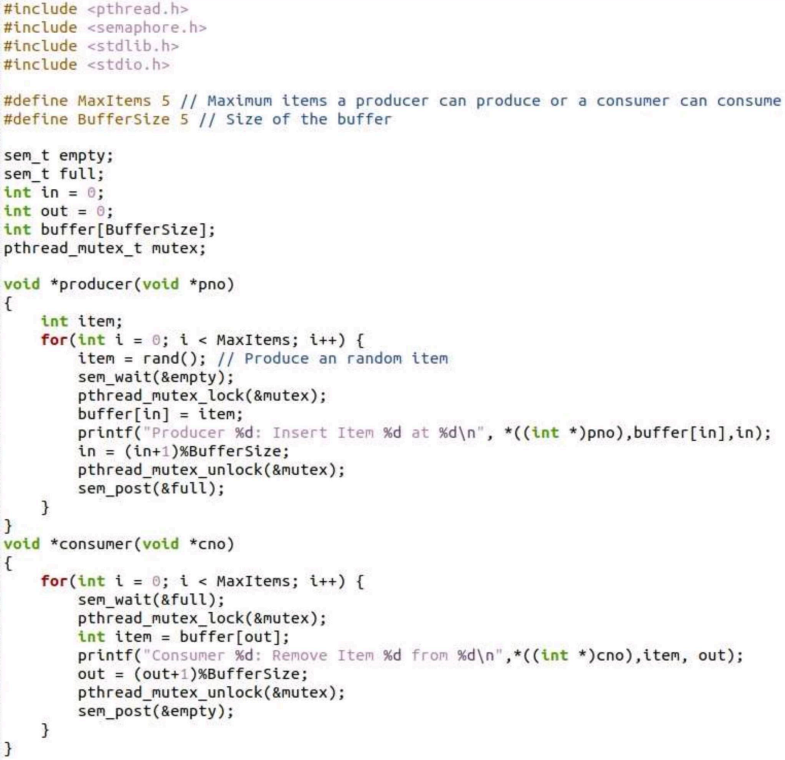 #include <pthread.h>
#include <semaphore.h>
#include <stdlib.h>
#include <stdio.h>

#define MaxItems 5 // Maximum items a producer can produce or a consumer can consume
#define BufferSize 5 // Size of the buffer

sem_t empty;
sem_t full;
int in = 0;
int out = 0;
int buffer[BufferSize];
pthread_mutex_t mutex;

void *producer(void *pno)
{
    int item;
    for(int i = 0; i < MaxItems; i++) {
        item = rand(); // Produce an random item
        sem_wait(&empty);
        pthread_mutex_lock(&mutex);
        buffer[in] = item;
        printf("Producer %d: Insert Item %d at %d\n", *((int *)pno),buffer[in],in);
        in = (in+1)%BufferSize;
        pthread_mutex_unlock(&mutex);
        sem_post(&full);
    }
}
void *consumer(void *cno)
{
    for(int i = 0; i < MaxItems; i++) {
        sem_wait(&full);
        pthread_mutex_lock(&mutex);
        int item = buffer[out];
        printf("Consumer %d: Remove Item %d from %d\n",*((int *)cno),item, out);
        out = (out+1)%BufferSize;
        pthread_mutex_unlock(&mutex);
        sem_post(&empty);
    }
}